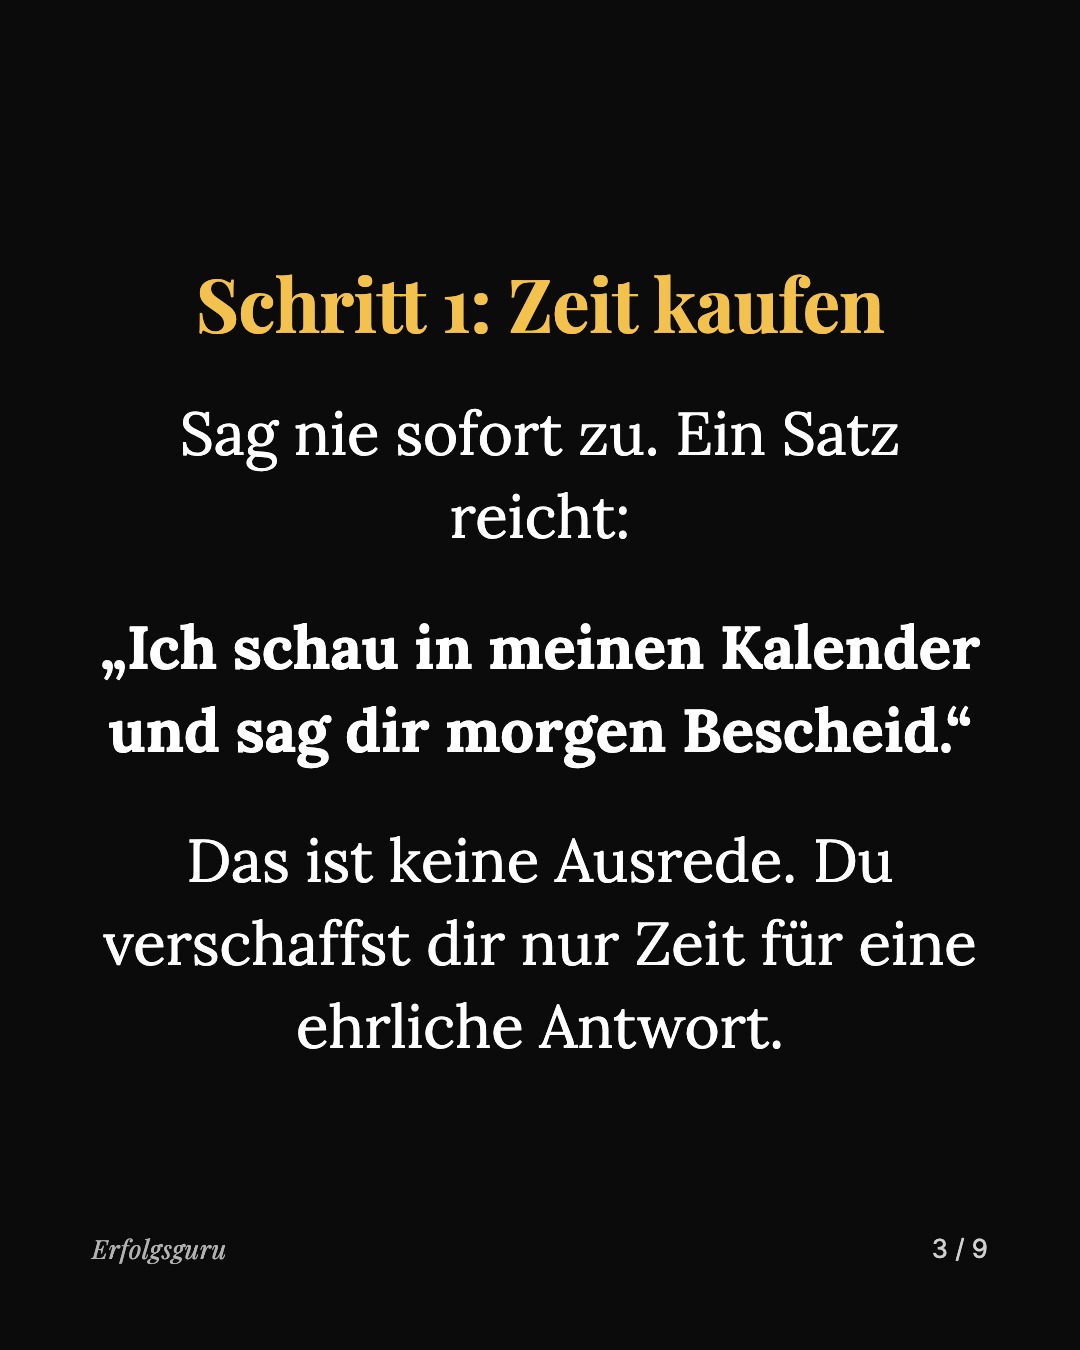 Schritt 1: Zeit kaufen
Sag nie sofort zu. Ein Satz
reicht:
„Ich schau in meinen Kalender
und sag dir morgen Bescheid.“
Das ist keine Ausrede. Du
verschaffst dir nur Zeit für eine
ehrliche Antwort.
Erfolgsguru
3 / 9